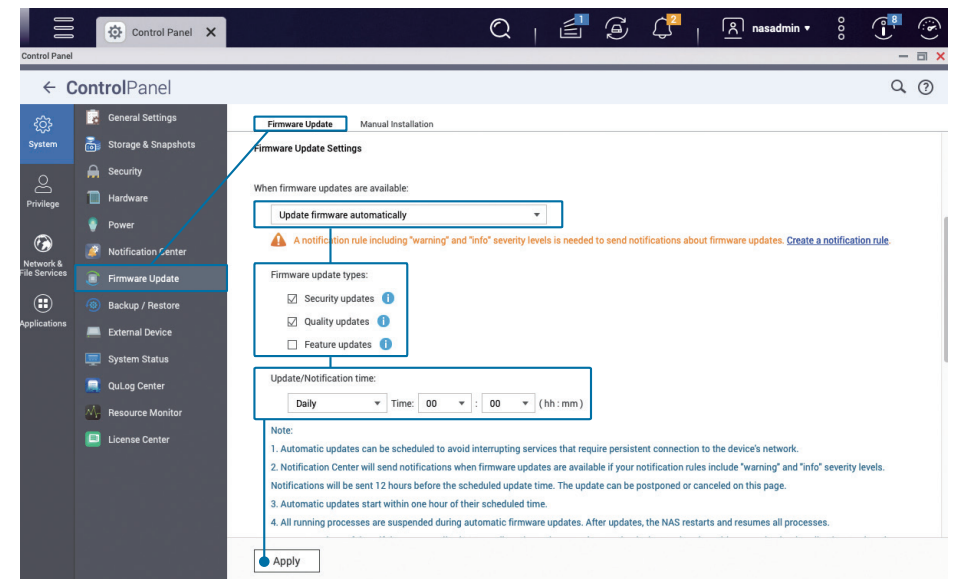 Control Panel
1
2
nasadmin
8
Control Panel
ControlPanel
System
Privilege
Network &
File Services
Applications
General Settings
Storage & Snapshots
Security
Hardware
Power
Notification Center
Firmware Update
Backup / Restore
External Device
System Status
QuLog Center
Resource Monitor
License Center
Firmware Update Manual Installation
Firmware Update Settings
When firmware updates are available:
Update firmware automatically
A notification rule including "warning" and "info" severity levels is needed to send notifications about firmware updates. Create a notification rule.
Firmware update types:
Security updates
Quality updates
Feature updates
Update/Notification time:
Daily Time: 00 : 00 ( hh : mm )
Note:
1. Automatic updates can be scheduled to avoid interrupting services that require persistent connection to the device's network.
2. Notification Center will send notifications when firmware updates are available if your notification rules include "warning" and "info" severity levels.
Notifications will be sent 12 hours before the scheduled update time. The update can be postponed or canceled on this page.
3. Automatic updates start within one hour of their scheduled time.
4. All running processes are suspended during automatic firmware updates. After updates, the NAS restarts and resumes all processes.
Apply